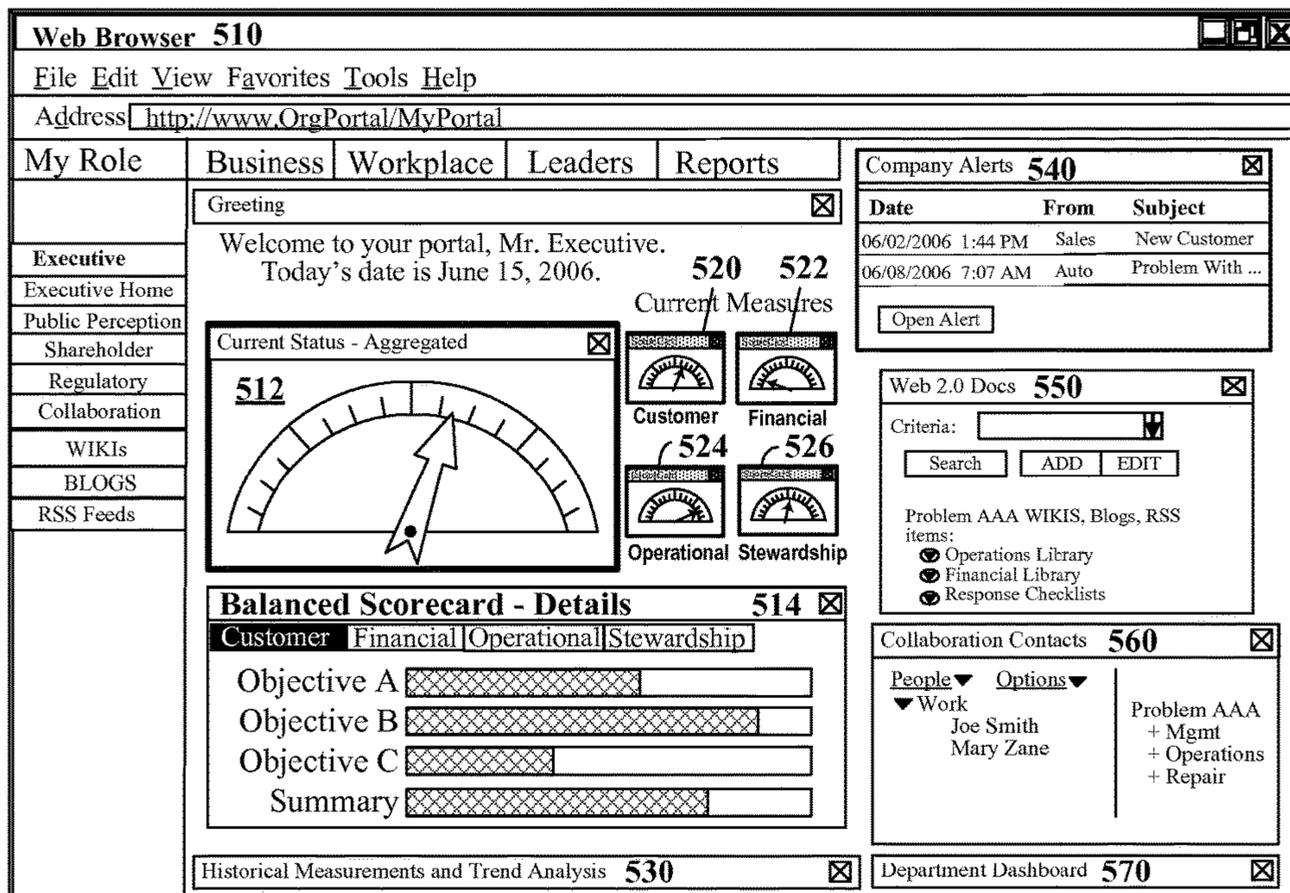 Web Browser 510
File Edit View Favorites Tools Help
Address http://www.OrgPortal/MyPortal
My Role
Business Workplace Leaders Reports
Executive
Executive Home
Public Perception
Shareholder
Regulatory
Collaboration
WIKIs
BLOGS
RSS Feeds
Greeting
Welcome to your portal, Mr. Executive.
Today's date is June 15, 2006.
520 522
Current Measures
Customer Financial
524 526
Operational Stewardship
Current Status - Aggregated
512
Balanced Scorecard - Details 514
Customer Financial Operational Stewardship
Objective A
Objective B
Objective C
Summary
Historical Measurements and Trend Analysis 530
Company Alerts 540
Date From Subject
06/02/2006 1:44 PM Sales New Customer
06/08/2006 7:07 AM Auto Problem With ...
Open Alert
Web 2.0 Docs 550
Criteria:
Search ADD EDIT
Problem AAA WIKIS, Blogs, RSS
items:
Operations Library
Financial Library
Response Checklists
Collaboration Contacts 560
People Options
Work
Joe Smith
Mary Zane
Problem AAA
+ Mgmt
+ Operations
+ Repair
Department Dashboard 570